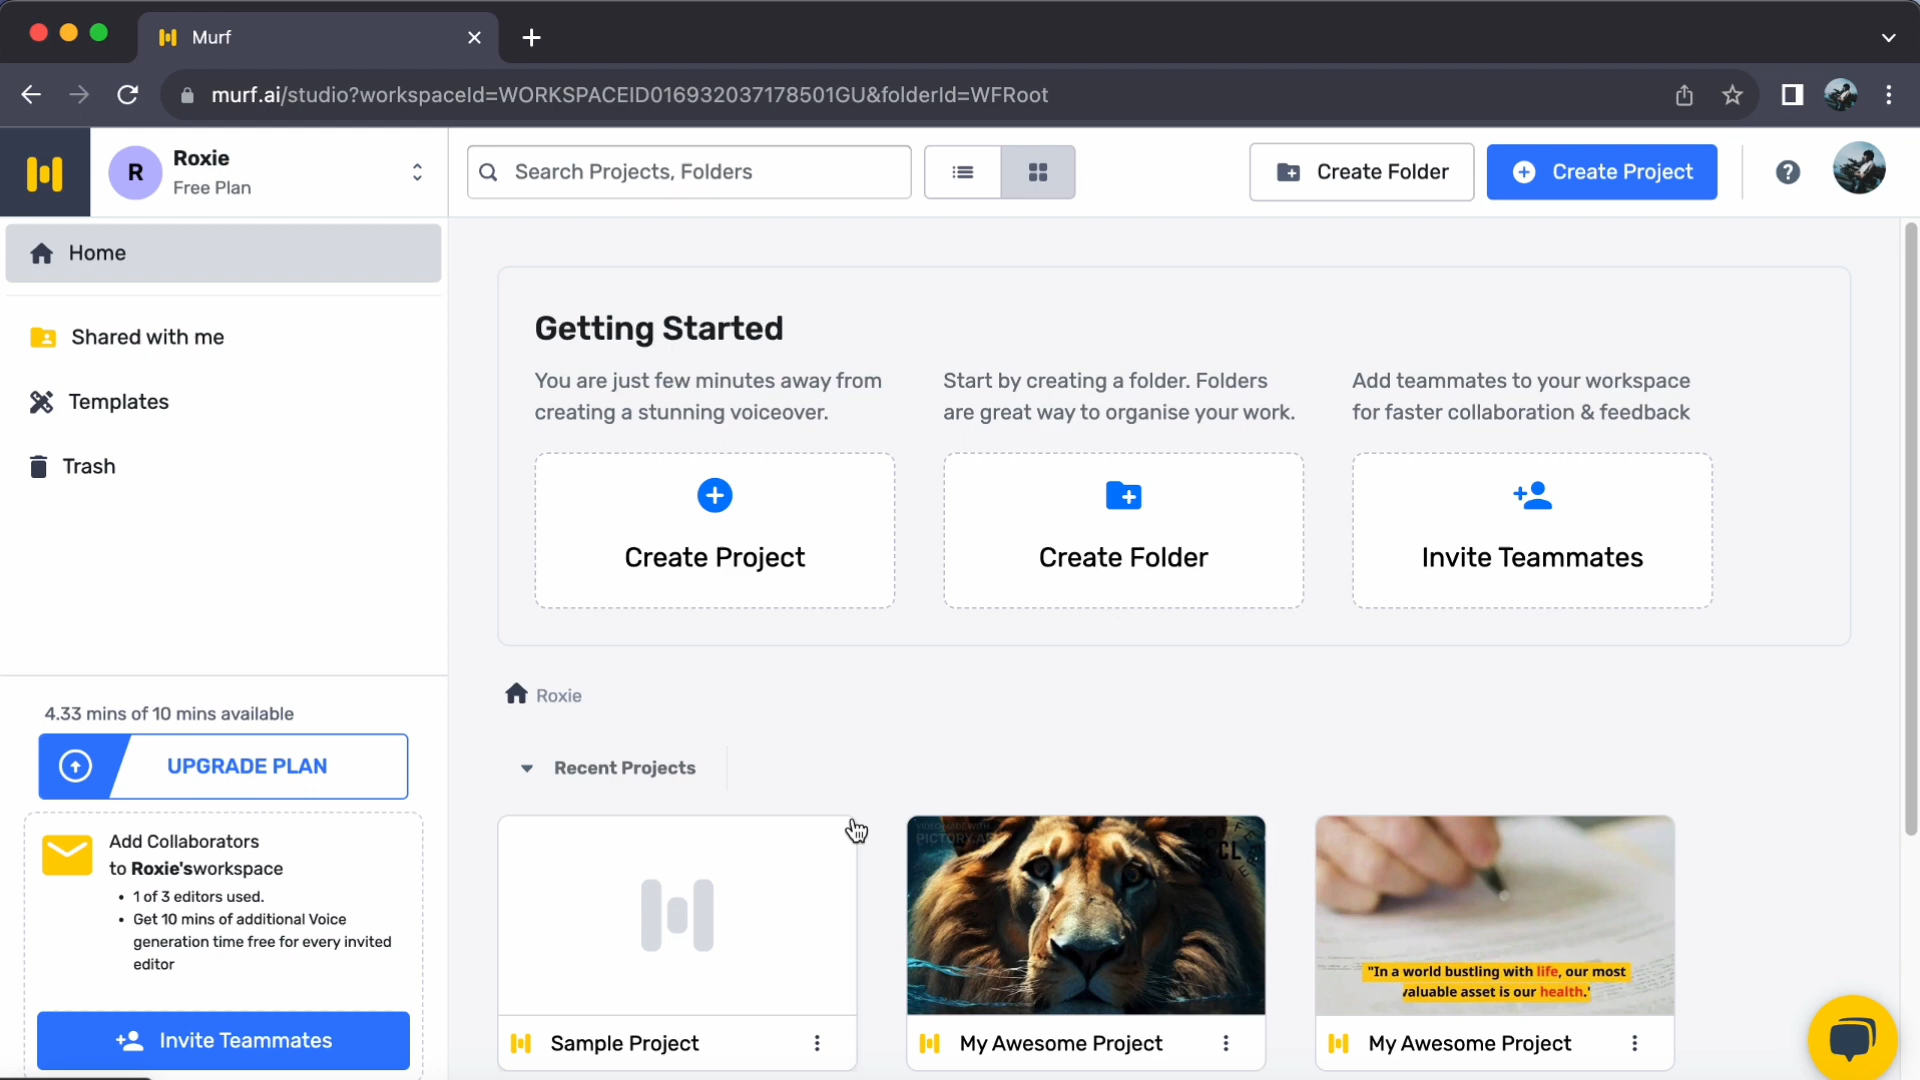 Murf
murf.ai/studio?workspaceId=WORKSPACEID016932037178501GU&folderId=WFRoot
R
Roxie
Free Plan
Search Projects, Folders
Create Folder
Create Project
Home
Shared with me
Templates
Trash
Getting Started
You are just few minutes away from
creating a stunning voiceover.
Create Project
Start by creating a folder. Folders
are great way to organise your work.
Create Folder
Add teammates to your workspace
for faster collaboration & feedback
Invite Teammates
4.33 mins of 10 mins available
UPGRADE PLAN
Add Collaborators
to Roxie'sworkspace
• 1 of 3 editors used.
• Get 10 mins of additional Voice
generation time free for every invited
editor
Invite Teammates
Roxie
Recent Projects
Sample Project
PICTORY.AI
My Awesome Project
"In a world bustling with life, our most
valuable asset is our health."
My Awesome Project